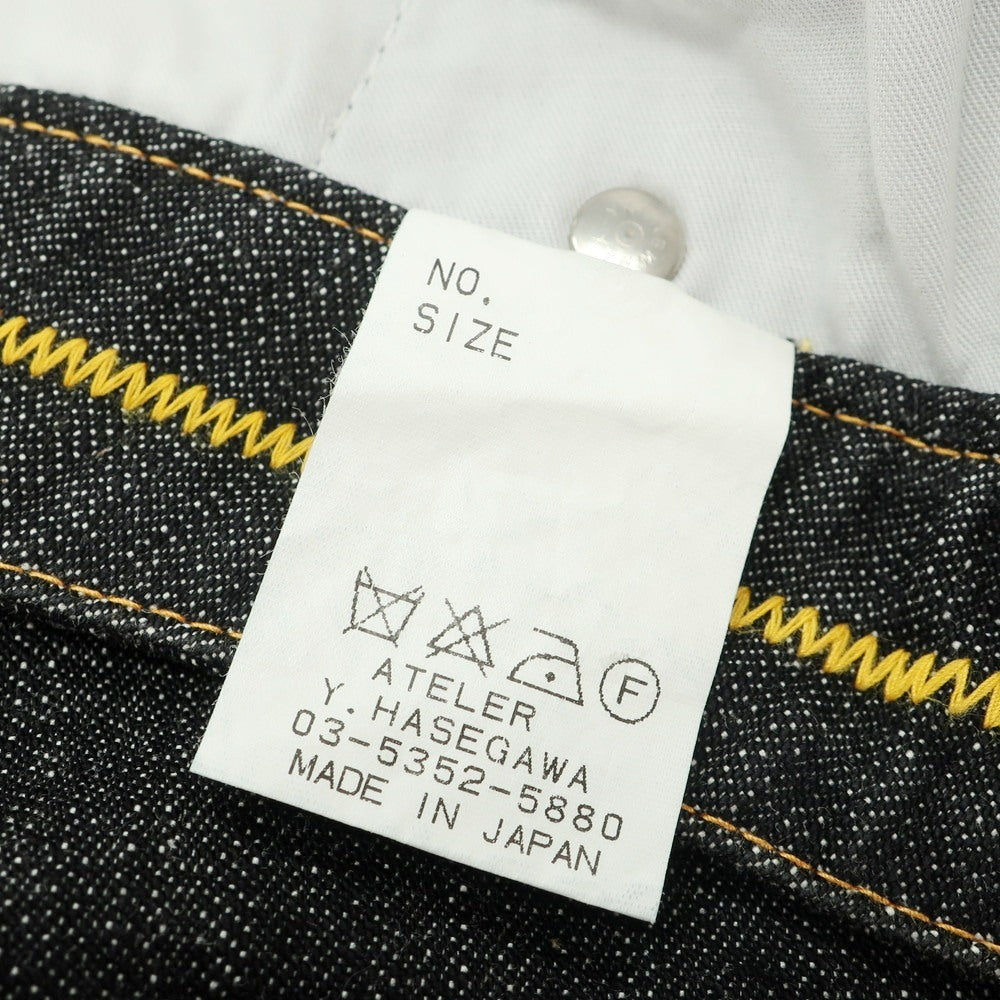 NO.
SIZE
F
ATELER
Y. HASEGAWA
03-5352-5880
MADE IN JAPAN